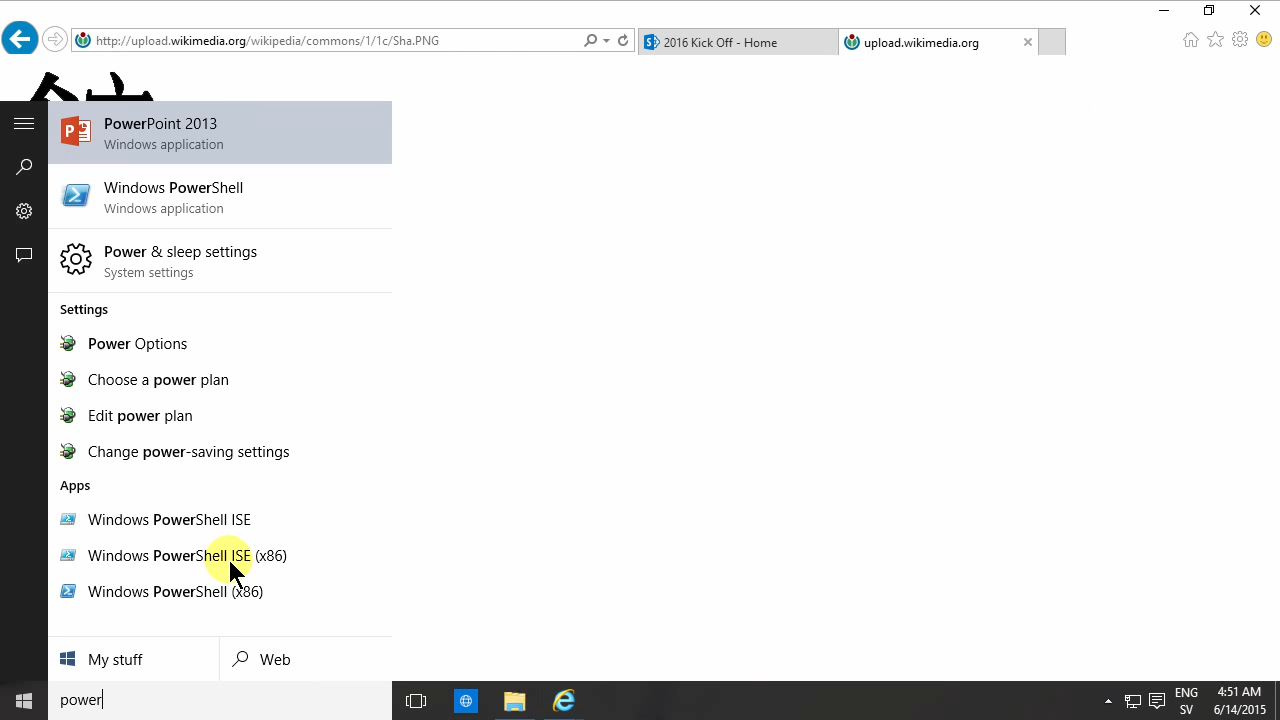 http://upload.wikimedia.org/wikipedia/commons/1/1c/Sha.PNG
2016 Kick Off - Home
upload.wikimedia.org
PowerPoint 2013
Windows application
Windows PowerShell
Windows application
Power & sleep settings
System settings
Settings
Power Options
Choose a power plan
Edit power plan
Change power-saving settings
Apps
Windows PowerShell ISE
Windows PowerShell ISE (x86)
Windows PowerShell (x86)
My stuff
Web
power
ENG
SV
4:51 AM
6/14/2015